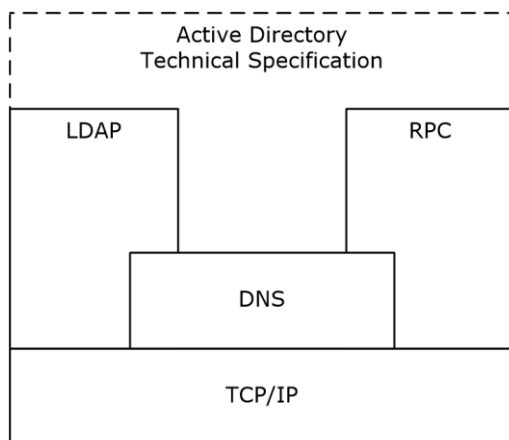 Active Directory
Technical Specification
LDAP
RPC
DNS
TCP/IP